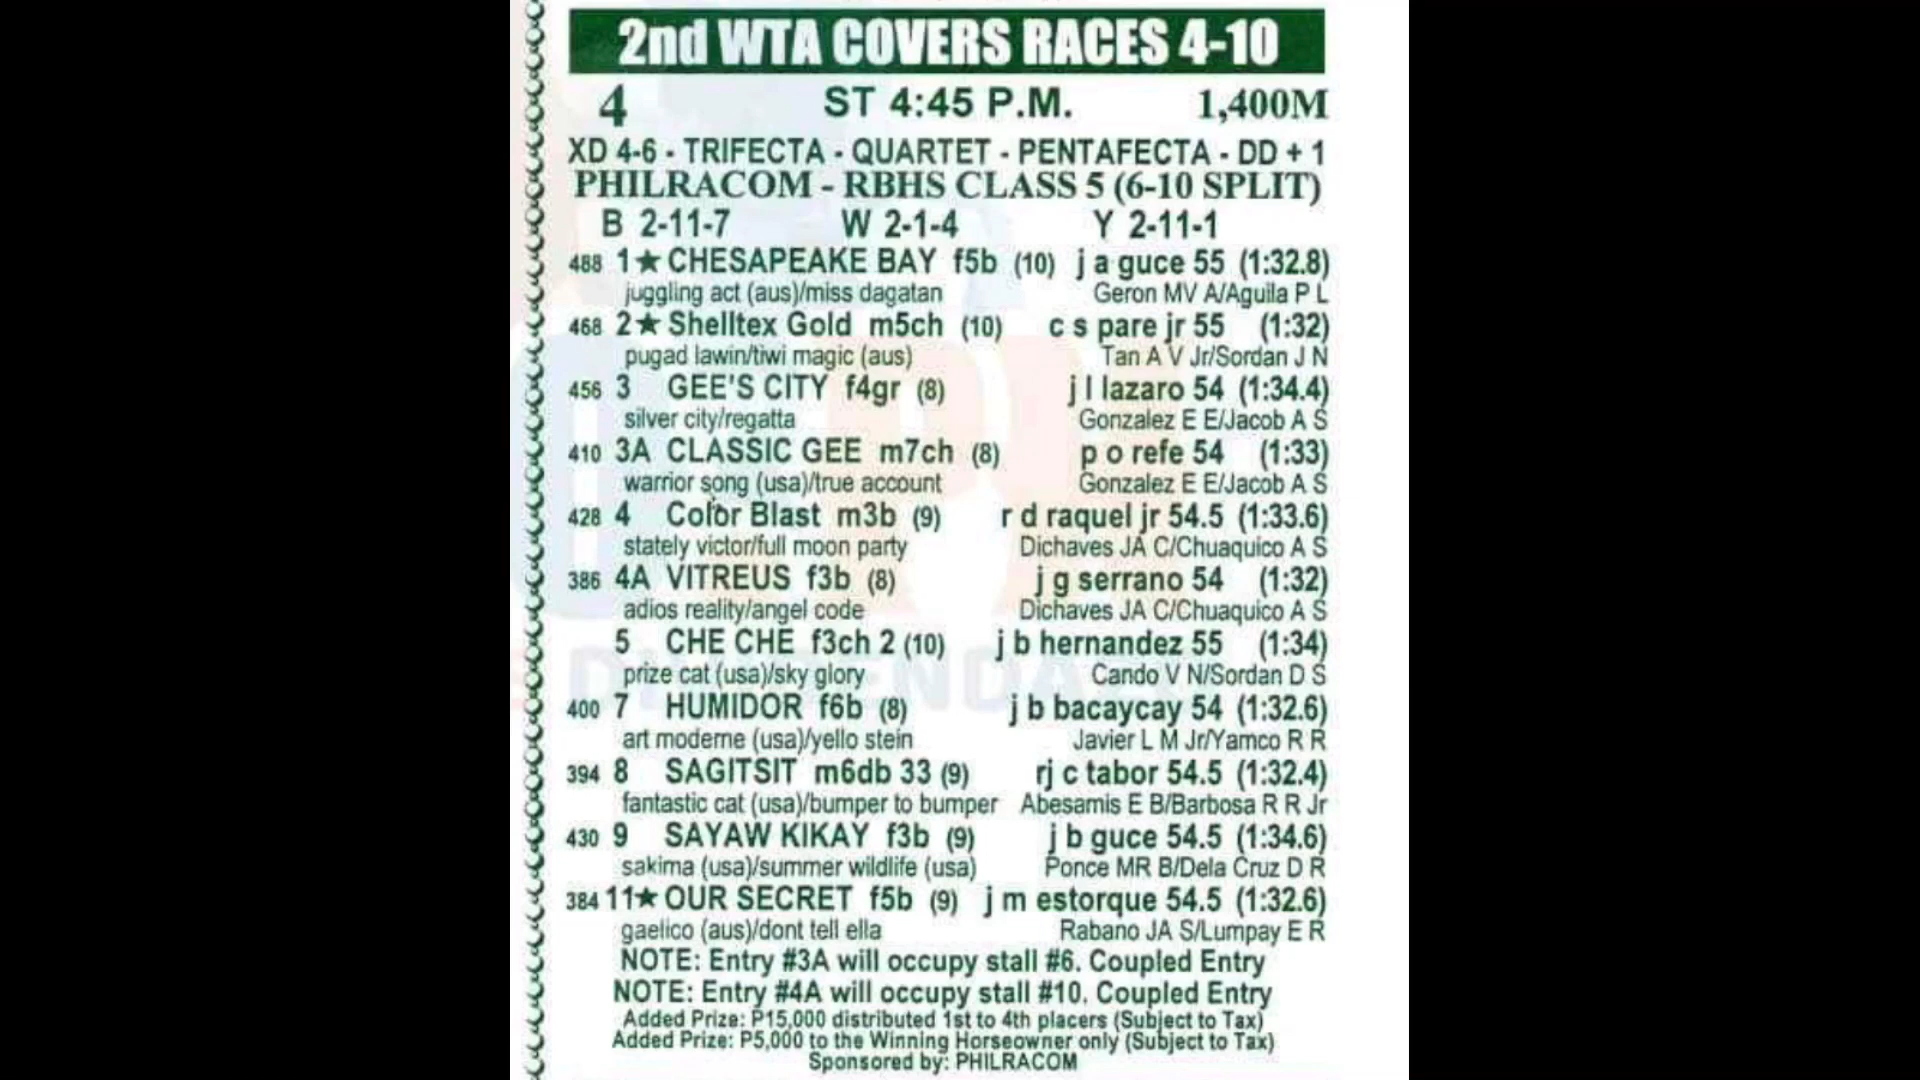 2nd WTA COVERS RACES 4-10
4 ST 4:45 P.M. 1,400M
XD 4-6 - TRIFECTA - QUARTET - PENTAFECTA - DD + 1
PHILRACOM - RBHS CLASS 5 (6-10 SPLIT)
B 2-11-7 W 2-1-4 Y 2-11-1
488 1★ CHESAPEAKE BAY f5b (10) j a guce 55 (1:32.8)
juggling act (aus)/miss dagatan Geron MV A/Aguila P L
468 2★ Shelltex Gold m5ch (10) c s pare jr 55 (1:32)
pugad lawin/tiwi magic (aus) Tan A V Jr/Sordan J N
456 3 GEE'S CITY f4gr (8) j l lazaro 54 (1:34.4)
silver city/regatta Gonzalez E E/Jacob A S
410 3A CLASSIC GEE m7ch (8) p o refe 54 (1:33)
warrior song (usa)/true account Gonzalez E E/Jacob A S
428 4 Color Blast m3b (9) r d raquel jr 54.5 (1:33.6)
stately victor/full moon party Dichaves JA C/Chuaquico A S
386 4A VITREUS f3b (8) j g serrano 54 (1:32)
adios reality/angel code Dichaves JA C/Chuaquico A S
5 CHE CHE f3ch 2 (10) j b hernandez 55 (1:34)
prize cat (usa)/sky glory Cando V N/Sordan D S
400 7 HUMIDOR f6b (8) j b bacaycay 54 (1:32.6)
art moderne (usa)/yello stein Javier L M Jr/Yamco R R
394 8 SAGITSIT m6db 33 (9) rj c tabor 54.5 (1:32.4)
fantastic cat (usa)/bumper to bumper Abesamis E B/Barbosa R R Jr
430 9 SAYAW KIKAY f3b (9) j b guce 54.5 (1:34.6)
sakima (usa)/summer wildlife (usa) Ponce MR B/Dela Cruz D R
384 11★ OUR SECRET f5b (9) j m estorque 54.5 (1:32.6)
gaelico (aus)/dont tell ella Rabano JA S/Lumpay E R
NOTE: Entry #3A will occupy stall #6. Coupled Entry
NOTE: Entry #4A will occupy stall #10. Coupled Entry
Added Prize: P15,000 distributed 1st to 4th placers (Subject to Tax)
Added Prize: P5,000 to the Winning Horseowner only (Subject to Tax)
Sponsored by: PHILRACOM